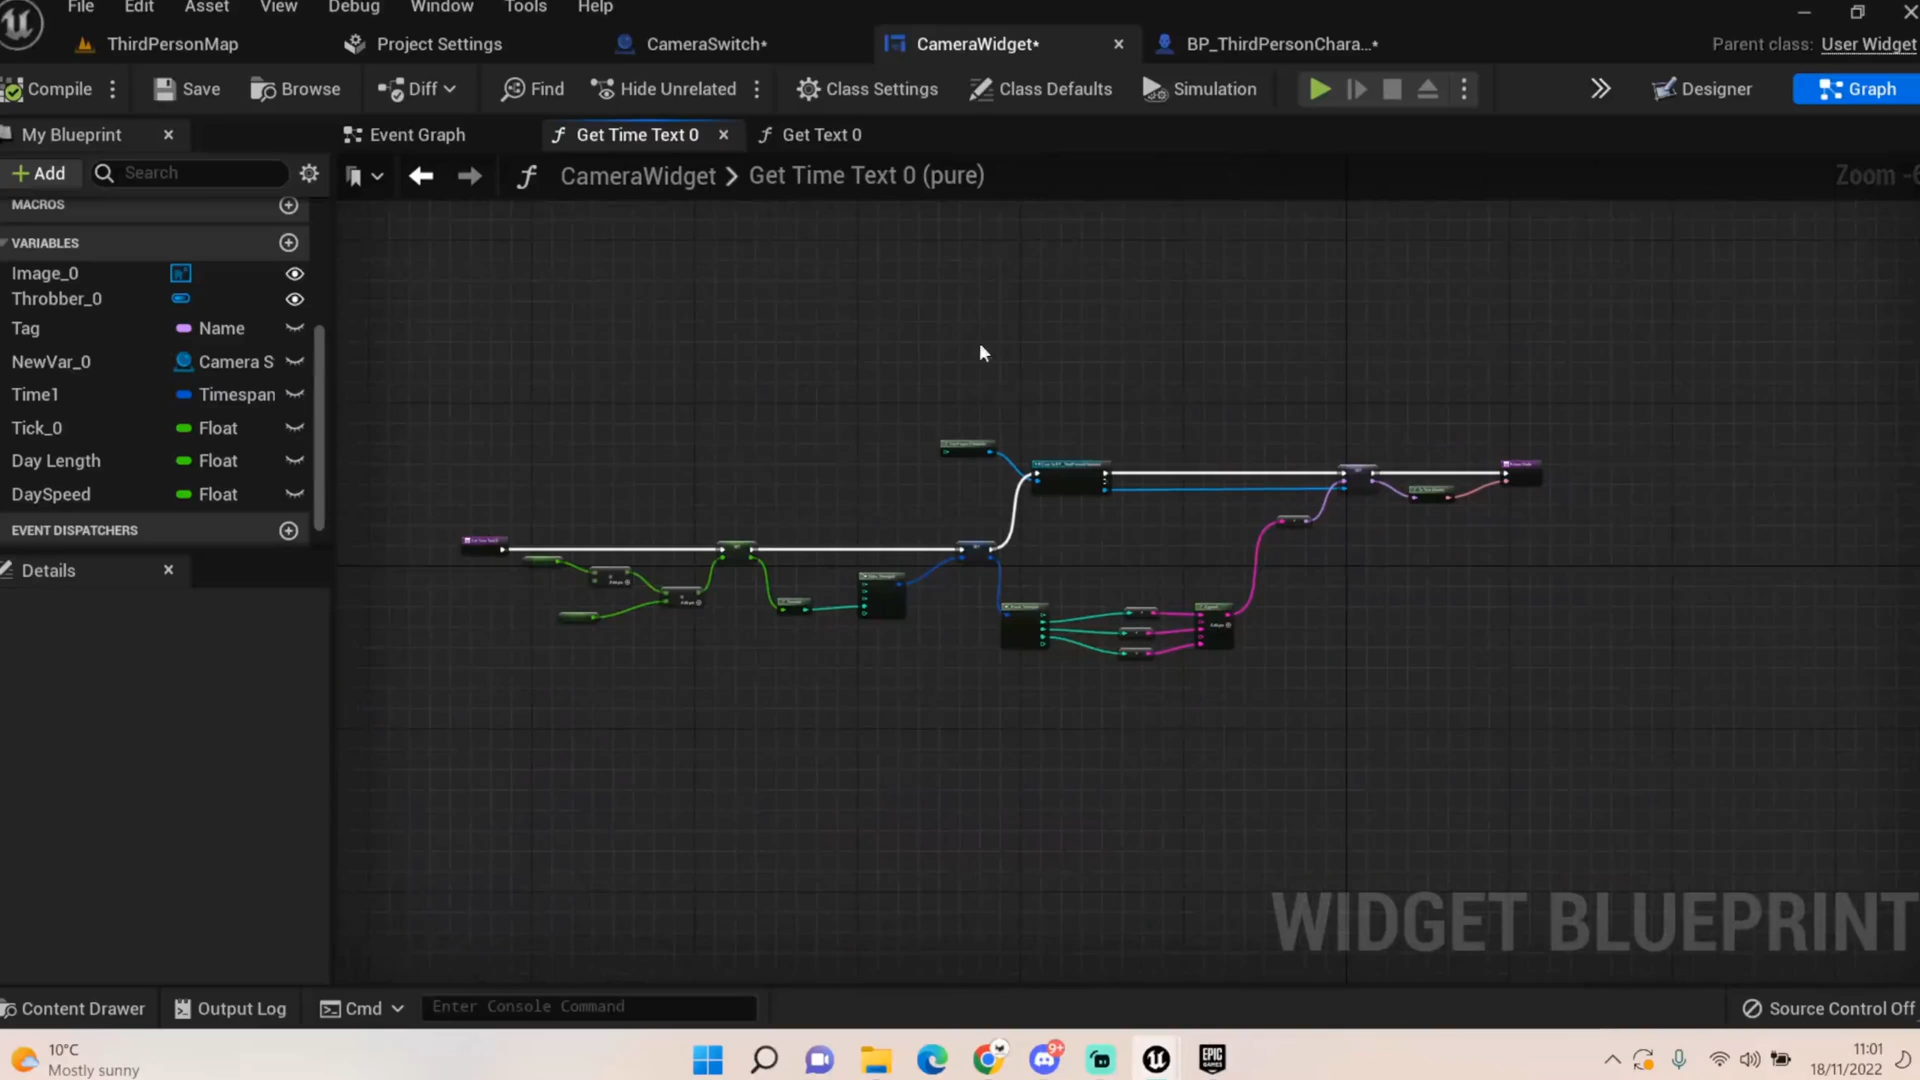 File Edit Asset View Debug Window Tools Help
ThirdPersonMap Project Settings CameraSwitch* CameraWidget* BP_ThirdPersonChara...* Parent class: User Widget
Compile Save Browse Diff Find Hide Unrelated Class Settings Class Defaults Simulation Designer Graph
My Blueprint Event Graph Get Time Text 0 Get Text 0
Add Search CameraWidget > Get Time Text 0 (pure) Zoom -6
MACROS
VARIABLES
Image_0
Throbber_0
Tag Name
NewVar_0 Camera S
Time1 Timespan
Tick_0 Float
Day Length Float
DaySpeed Float
EVENT DISPATCHERS
Details
WIDGET BLUEPRINT
Content Drawer Output Log Cmd Enter Console Command Source Control Off
10°C
Mostly sunny
9+
EPIC GAMES
11:01
18/11/2022